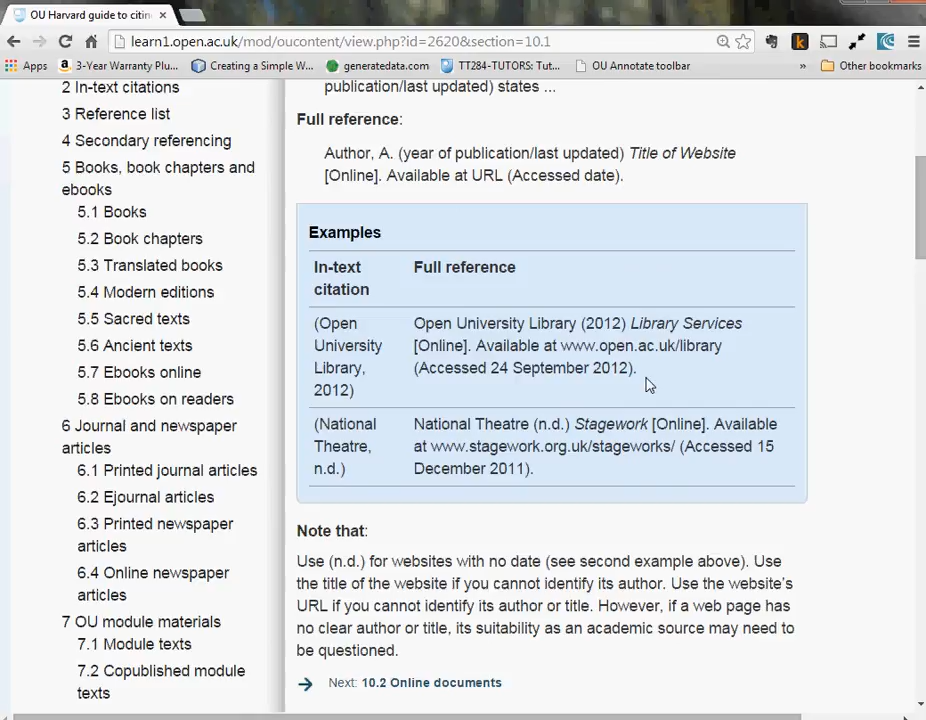 OU Harvard guide to citin
learn1.open.ac.uk/mod/oucontent/view.php?id=2620&section=10.1
Apps 3-Year Warranty Plu... Creating a Simple W... generatedata.com TT284-TUTORS: Tut... OU Annotate toolbar » Other bookmarks
2 In-text citations
3 Reference list
4 Secondary referencing
5 Books, book chapters and
ebooks
5.1 Books
5.2 Book chapters
5.3 Translated books
5.4 Modern editions
5.5 Sacred texts
5.6 Ancient texts
5.7 Ebooks online
5.8 Ebooks on readers
6 Journal and newspaper
articles
6.1 Printed journal articles
6.2 Ejournal articles
6.3 Printed newspaper
articles
6.4 Online newspaper
articles
7 OU module materials
7.1 Module texts
7.2 Copublished module
texts
publication/last updated) states ...
Full reference:
Author, A. (year of publication/last updated) Title of Website
[Online]. Available at URL (Accessed date).
Examples
In-text
citation
Full reference
(Open
University
Library,
2012)
Open University Library (2012) Library Services
[Online]. Available at www.open.ac.uk/library
(Accessed 24 September 2012).
(National
Theatre,
n.d.)
National Theatre (n.d.) Stagework [Online]. Available
at www.stagework.org.uk/stageworks/ (Accessed 15
December 2011).
Note that:
Use (n.d.) for websites with no date (see second example above). Use
the title of the website if you cannot identify its author. Use the website's
URL if you cannot identify its author or title. However, if a web page has
no clear author or title, its suitability as an academic source may need to
be questioned.
Next: 10.2 Online documents